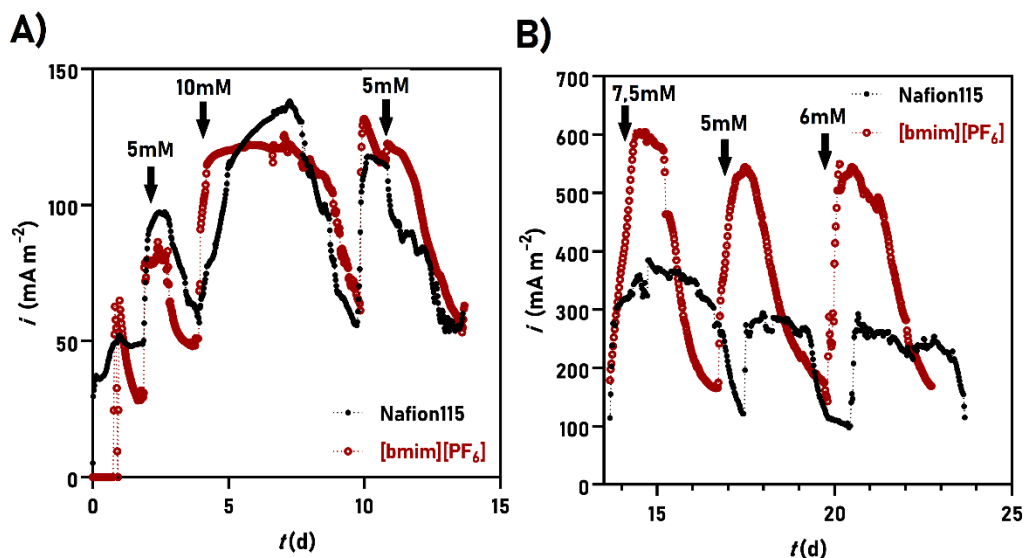 A)
150
100
50
0
i (mA m⁻²)
5mM
10mM
5mM
Nafion115
[bmim][PF₆]
0 5 10 15
t(d)
B)
700
600
500
400
300
200
100
0
i (mA m⁻²)
7,5mM
5mM
6mM
Nafion115
[bmim][PF₆]
15 20 25
t(d)